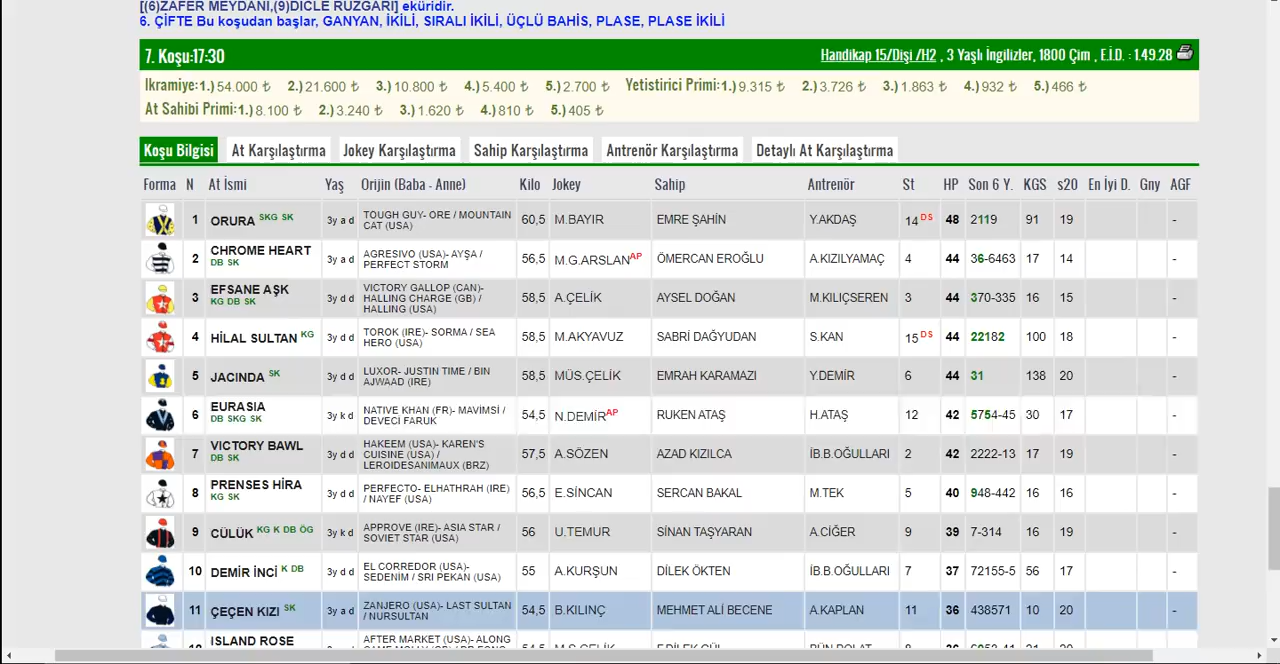 [(6)ZAFER MEYDANI,(9)DİCLE RÜZGARI] eküridir.
6. ÇİFTE Bu koşudan başlar, GANYAN, İKİLİ, SIRALI İKİLİ, ÜÇLÜ BAHİS, PLASE, PLASE İKİLİ
7. Koşu:17:30 Handikap 15/Dişi /H2 , 3 Yaşlı İngilizler, 1800 Çim , E.İ.D. : 1.49.28
İkramiye:1.) 54.000 ₺ 2.) 21.600 ₺ 3.) 10.800 ₺ 4.) 5.400 ₺ 5.) 2.700 ₺ Yetistirici Primi:1.) 9.315 ₺ 2.) 3.726 ₺ 3.) 1.863 ₺ 4.) 932 ₺ 5.) 466 ₺
At Sahibi Primi:1.) 8.100 ₺ 2.) 3.240 ₺ 3.) 1.620 ₺ 4.) 810 ₺ 5.) 405 ₺
Koşu Bilgisi At Karşılaştırma Jokey Karşılaştırma Sahip Karşılaştırma Antrenör Karşılaştırma Detaylı At Karşılaştırma
Forma N At İsmi Yaş Orijin (Baba - Anne) Kilo Jokey Sahip Antrenör St HP Son 6 Y. KGS s20 En İyi D. Gny AGF
1 ORURA SKG SK 3y a d TOUGH GUY- ORE / MOUNTAIN CAT (USA) 60,5 M.BAYIR EMRE ŞAHİN Y.AKDAŞ 14 DS 48 2119 91 19 -
2 CHROME HEART DB SK 3y a d AGRESIVO (USA)- AYŞA / PERFECT STORM 56,5 M.G.ARSLAN AP ÖMERCAN EROĞLU A.KIZILYAMAÇ 4 44 36-6463 17 14 -
3 EFSANE AŞK KG DB SK 3y d d VICTORY GALLOP (CAN)- HALLING CHARGE (GB) / HALLING (USA) 58,5 A.ÇELİK AYSEL DOĞAN M.KILIÇSEREN 3 44 370-335 16 15 -
4 HİLAL SULTAN KG 3y d d TOROK (IRE)- SORMA / SEA HERO (USA) 58,5 M.AKYAVUZ SABRİ DAĞYUDAN S.KAN 15 DS 44 22182 100 18 -
5 JACINDA SK 3y d d LUXOR- JUSTIN TIME / BIN AJWAAD (IRE) 58,5 MÜS.ÇELİK EMRAH KARAMAZI Y.DEMİR 6 44 31 138 20 -
6 EURASIA DB SKG SK 3y k d NATIVE KHAN (FR)- MAVİMSİ / DEVECİ FARUK 54,5 N.DEMİR AP RUKEN ATAŞ H.ATAŞ 12 42 5754-45 30 17 -
7 VICTORY BAWL DB SK 3y d d HAKEEM (USA)- KAREN'S CUISINE (USA) / LEROIDESANIMAUX (BRZ) 57,5 A.SÖZEN AZAD KIZILCA İB.B.OĞULLARI 2 42 2222-13 17 19 -
8 PRENSES HİRA KG SK 3y d d PERFECTO- ELHATHRAH (IRE) / NAYEF (USA) 56,5 E.SİNCAN SERCAN BAKAL M.TEK 5 40 948-442 16 16 -
9 CÜLÜK KG K DB ÖG 3y k d APPROVE (IRE)- ASIA STAR / SOVIET STAR (USA) 56 U.TEMUR SİNAN TAŞYARAN A.CİĞER 9 39 7-314 16 19 -
10 DEMİR İNCİ K DB 3y d d EL CORREDOR (USA)- SEDENİM / SRI PEKAN (USA) 55 A.KURŞUN DİLEK ÖKTEN İB.B.OĞULLARI 7 37 72155-5 56 17 -
11 ÇEÇEN KIZI SK 3y a d ZANJERO (USA)- LAST SULTAN / NURSULTAN 54,5 B.KILINÇ MEHMET ALİ BECENE A.KAPLAN 11 36 438571 10 20 -
ISLAND ROSE AFTER MARKET (USA)- ALONG